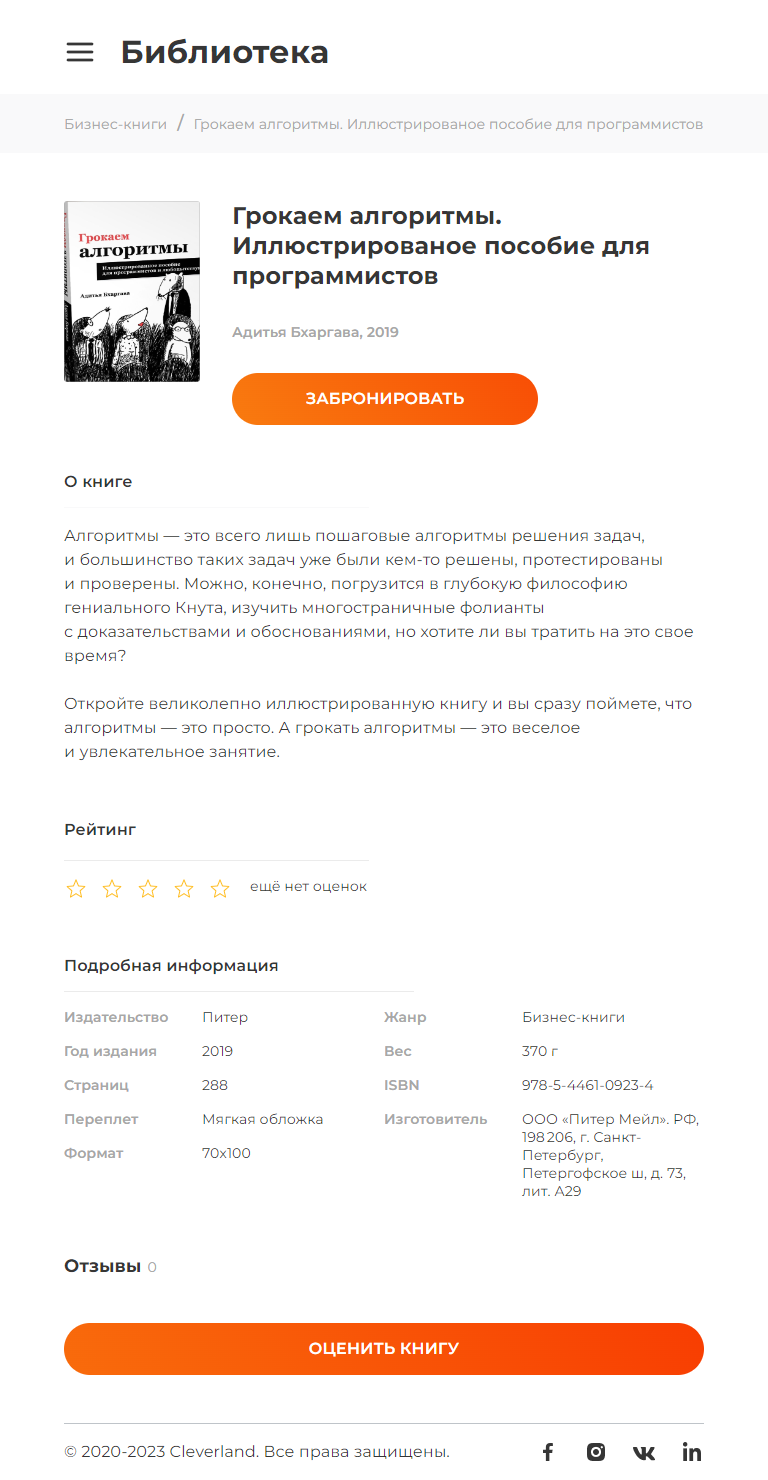 Библиотека
Бизнес-книги / Грокаем алгоритмы. Иллюстрированое пособие для программистов
Грокаем
алгоритмы
Иллюстрированное пособие
для программистов и любопытствую
Адитья Бхаргава
Грокаем алгоритмы.
Иллюстрированое пособие для
программистов
Адитья Бхаргава, 2019
ЗАБРОНИРОВАТЬ
О книге
Алгоритмы — это всего лишь пошаговые алгоритмы решения задач,
и большинство таких задач уже были кем-то решены, протестированы
и проверены. Можно, конечно, погрузится в глубокую философию
гениального Кнута, изучить многостраничные фолианты
с доказательствами и обоснованиями, но хотите ли вы тратить на это свое
время?
Откройте великолепно иллюстрированную книгу и вы сразу поймете, что
алгоритмы — это просто. А грокать алгоритмы — это веселое
и увлекательное занятие.
Рейтинг
ещё нет оценок
Подробная информация
Издательство Питер
Год издания 2019
Страниц 288
Переплет Мягкая обложка
Формат 70х100
Жанр Бизнес-книги
Вес 370 г
ISBN 978-5-4461-0923-4
Изготовитель ООО «Питер Мейл». РФ,
198 206, г. Санкт-
Петербург,
Петергофское ш, д. 73,
лит. А29
Отзывы 0
ОЦЕНИТЬ КНИГУ
© 2020-2023 Cleverland. Все права защищены.